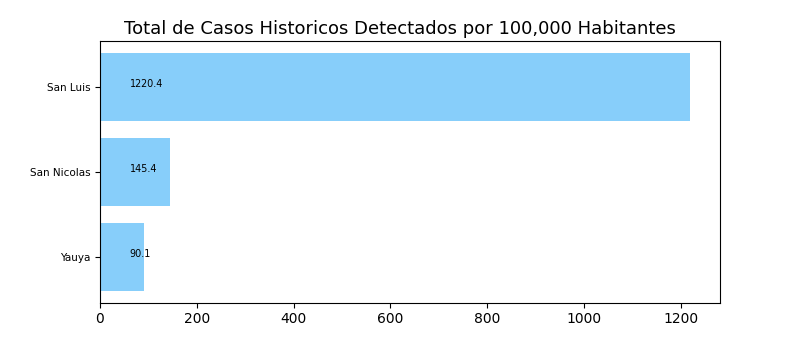 Total de Casos Historicos Detectados por 100,000 Habitantes
San Luis
1220.4
San Nicolas
145.4
Yauya
90.1
0 200 400 600 800 1000 1200